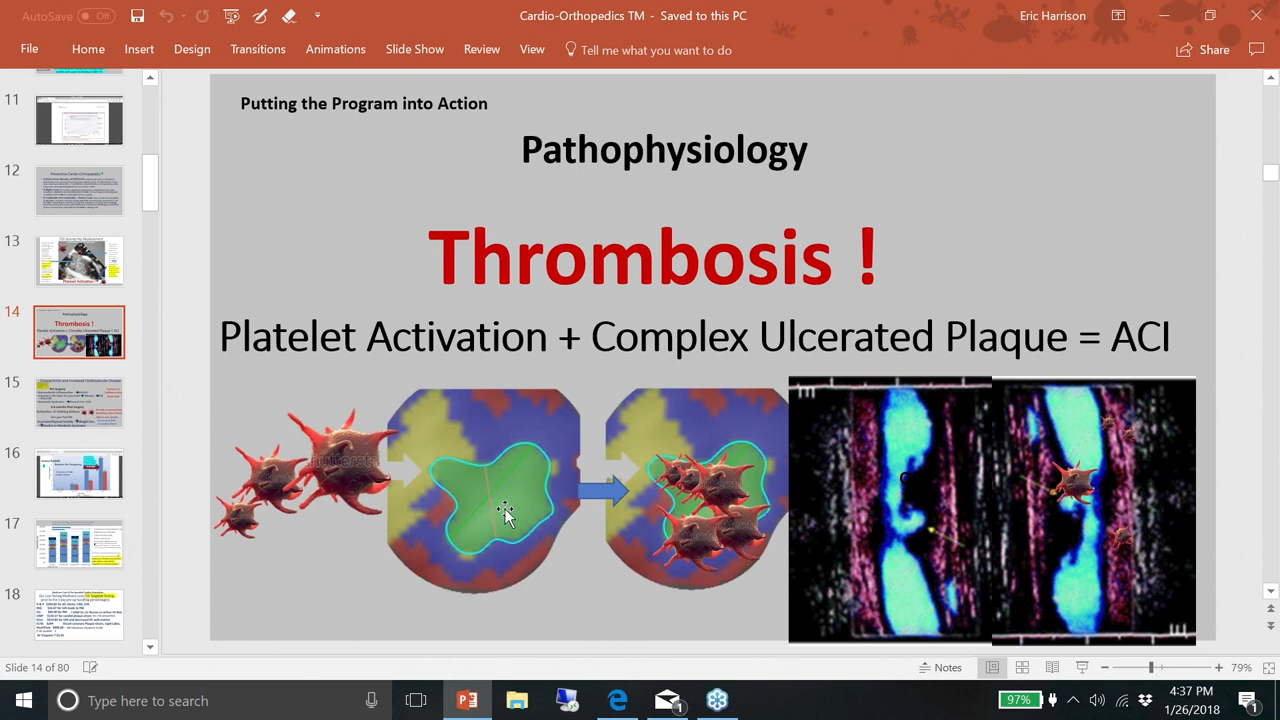 AutoSave Off
Cardio-Orthopedics TM - Saved to this PC
Eric Harrison
File Home Insert Design Transitions Animations Slide Show Review View Tell me what you want to do
Share
11
12
13
14
15
16
17
Putting the Program into Action
Pathophysiology
Thrombosis !
Platelet Activation + Complex Ulcerated Plaque = ACI
Slide 14 of 80
Notes
79%
Type here to search
97%
4:37 PM
1/26/2018
1
1